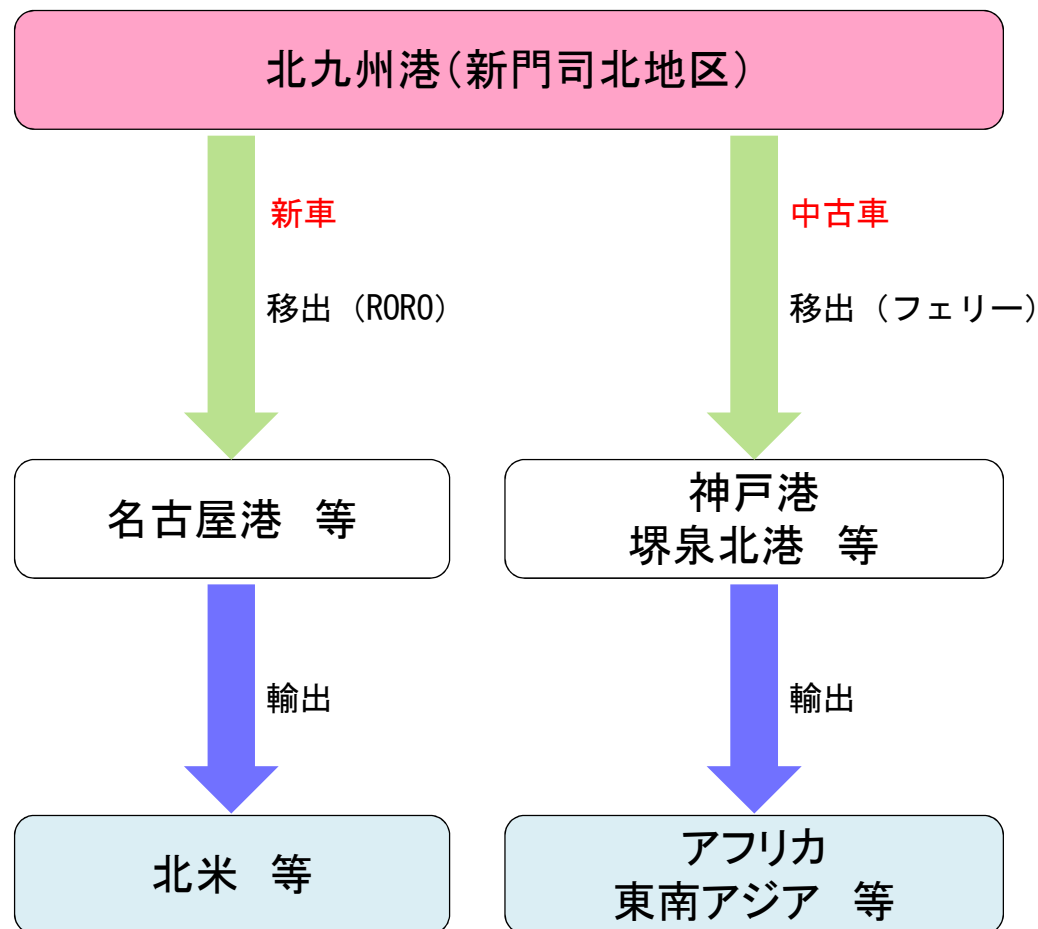 北九州港（新門司北地区）
新車
中古車
移出（RORO）
移出（フェリー）
名古屋港　等
神戸港
堺泉北港　等
輸出
輸出
北米　等
アフリカ
東南アジア　等